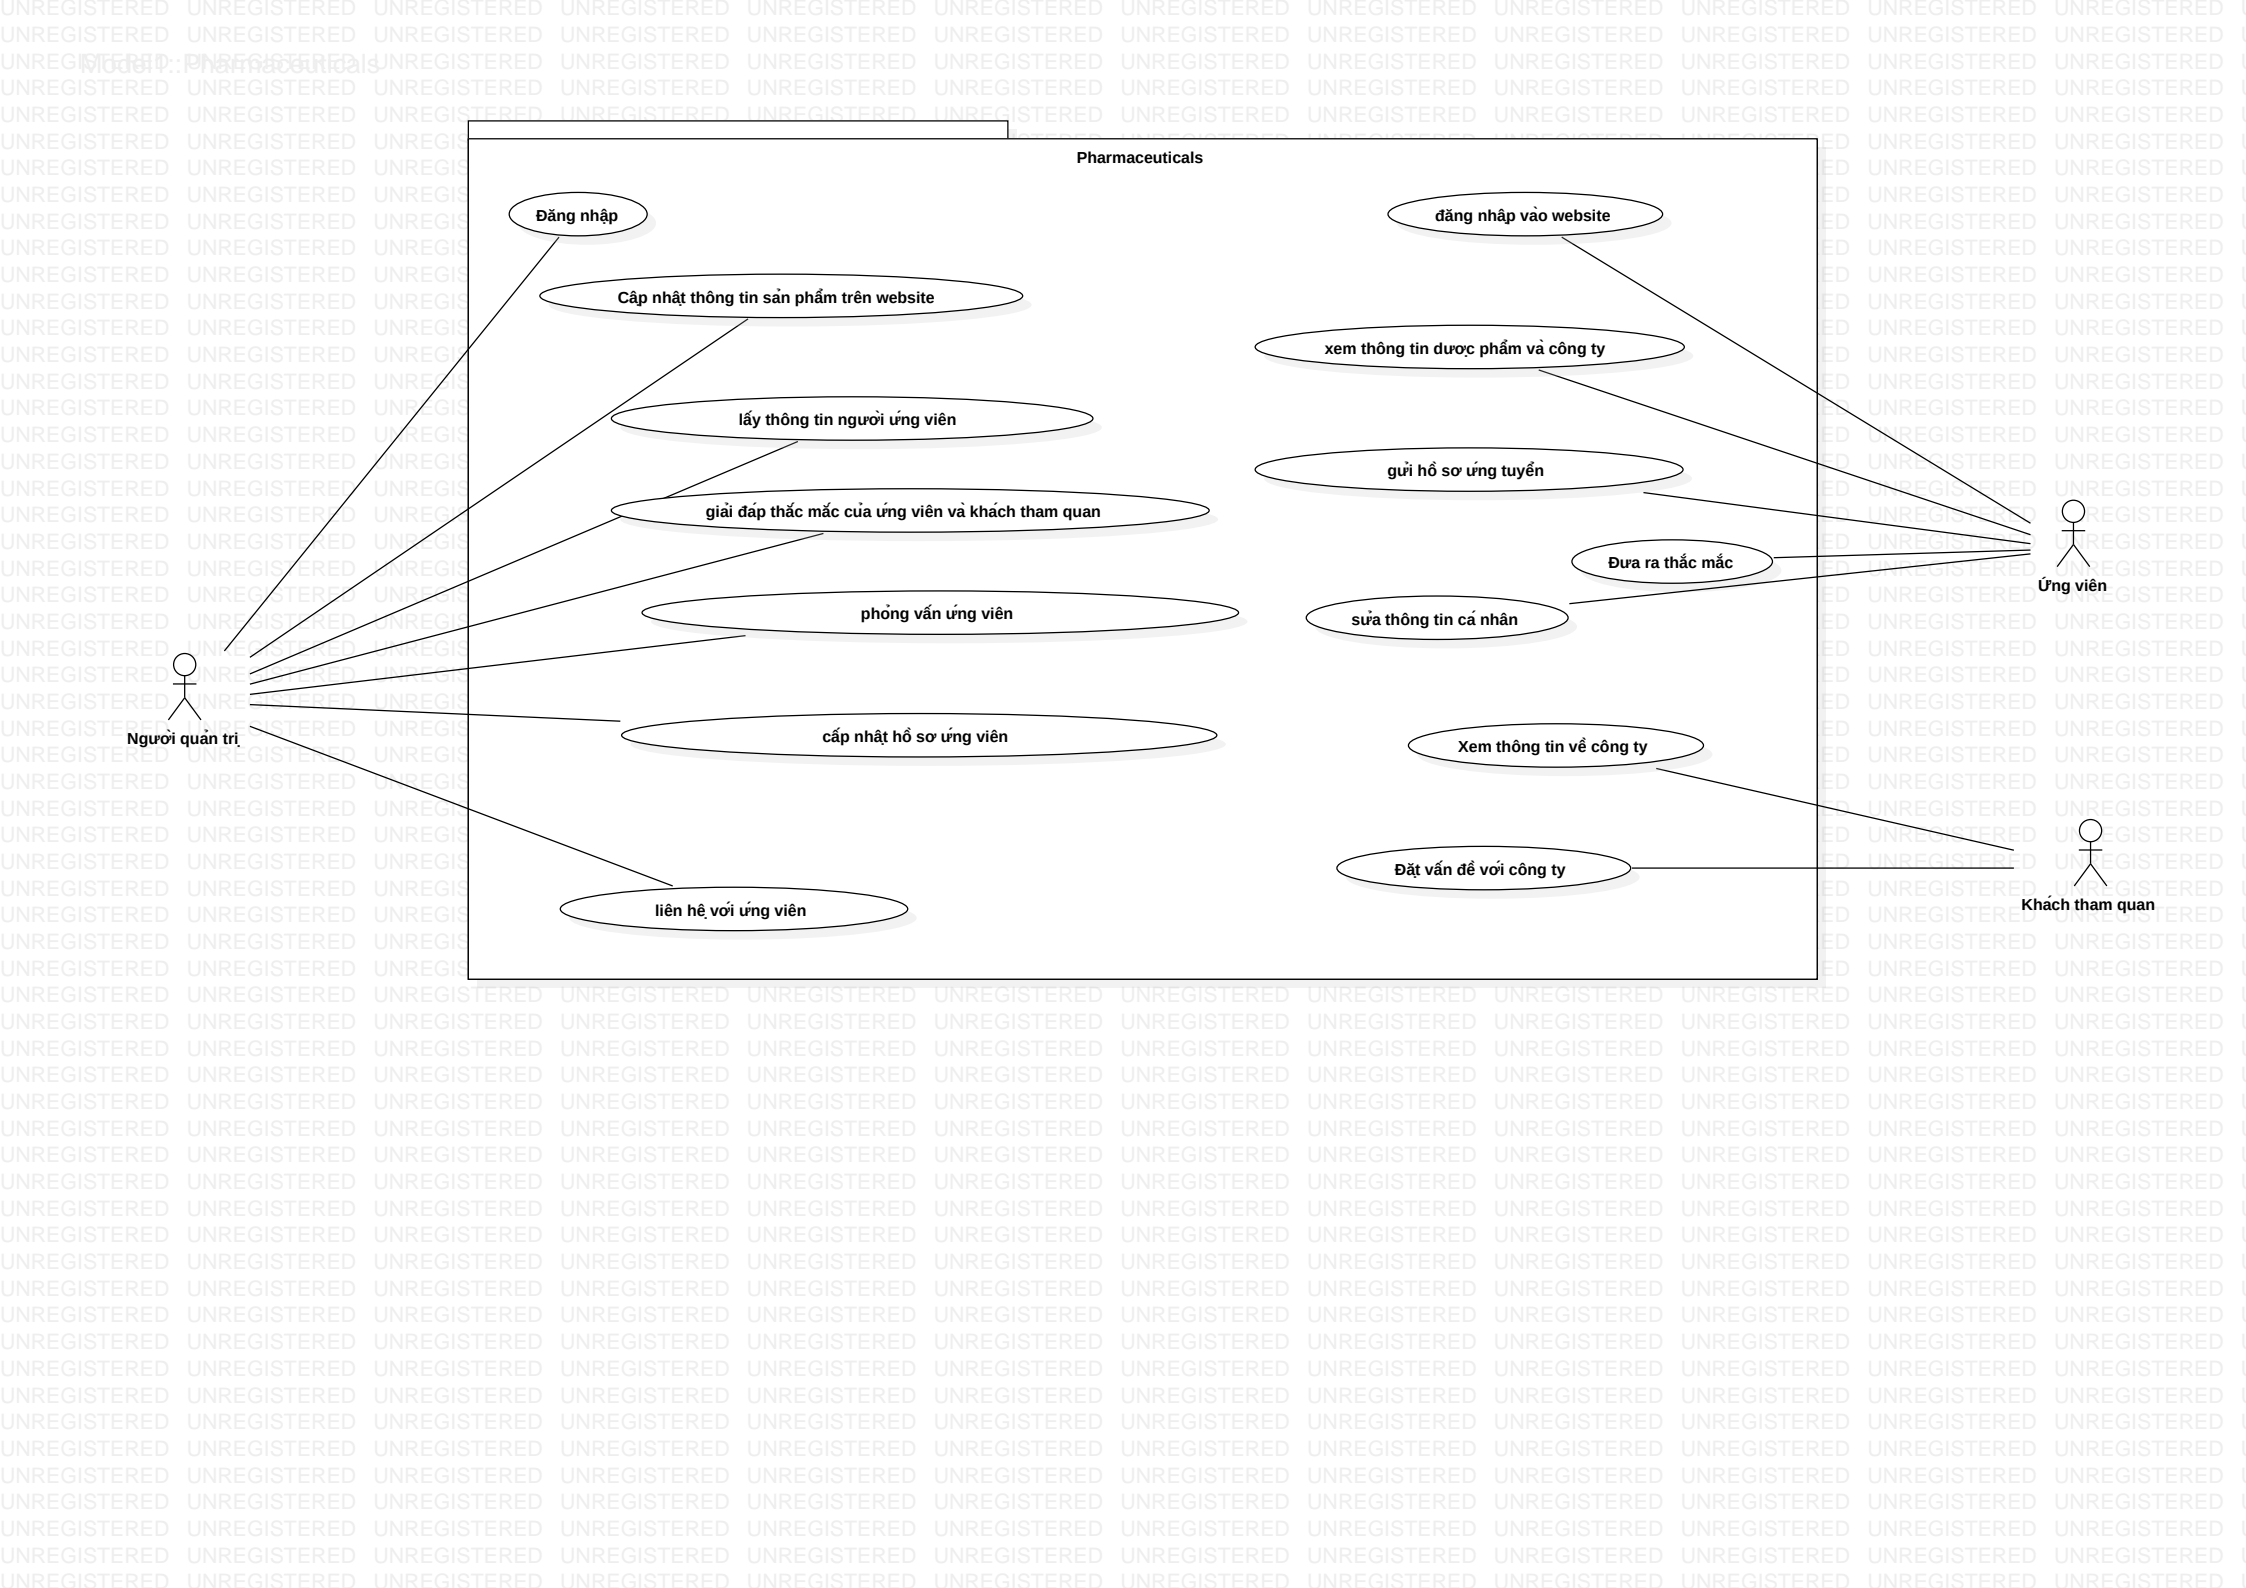 Model1::Pharmaceuticals
Pharmaceuticals
Đăng nhập
đăng nhâp vào website
Câp nhật thông tin sản phẩm trên website
xem thông tin dược phẩm và công ty
lấy thông tin người ứng viên
gửi hồ sơ ứng tuyển
giải đáp thắc mắc của ứng viên và khách tham quan
Đưa ra thắc mắc
Ứng viên
phỏng vấn ứng viên
sửa thông tin cá nhân
Người quản trị
cấp nhật hồ sơ ứng viên
Xem thông tin về công ty
Đặt vấn đề với công ty
Khách tham quan
liên hệ với ứng viên
UNREGISTERED